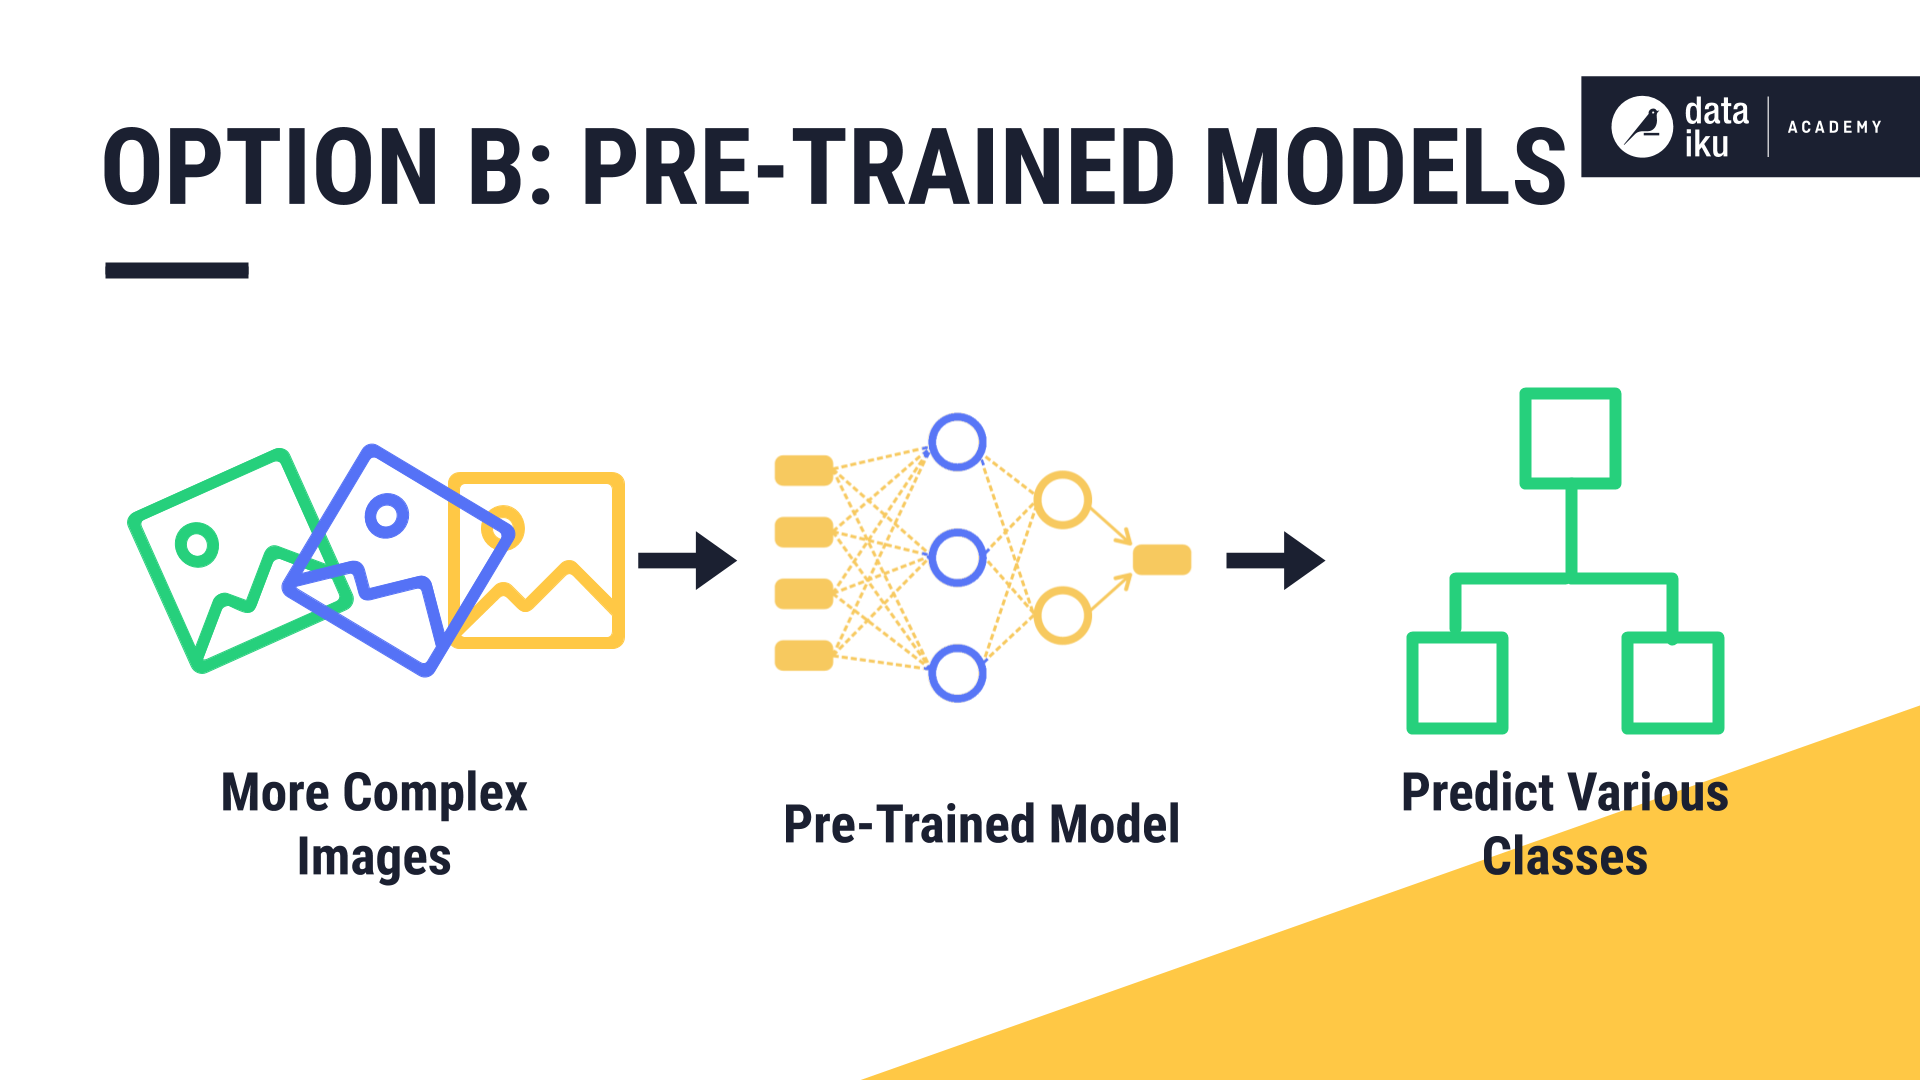 OPTION B: PRE-TRAINED MODELS
data
iku
ACADEMY
More Complex
Images
Pre-Trained Model
Predict Various
Classes